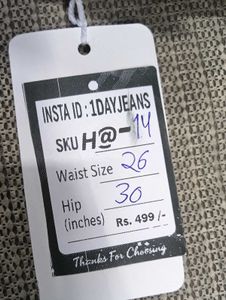 INSTA ID : 1DAYJEANS
SKU H@-14
Waist Size 26
Hip 30
(inches) Rs. 499 /-
Thanks For Choosing